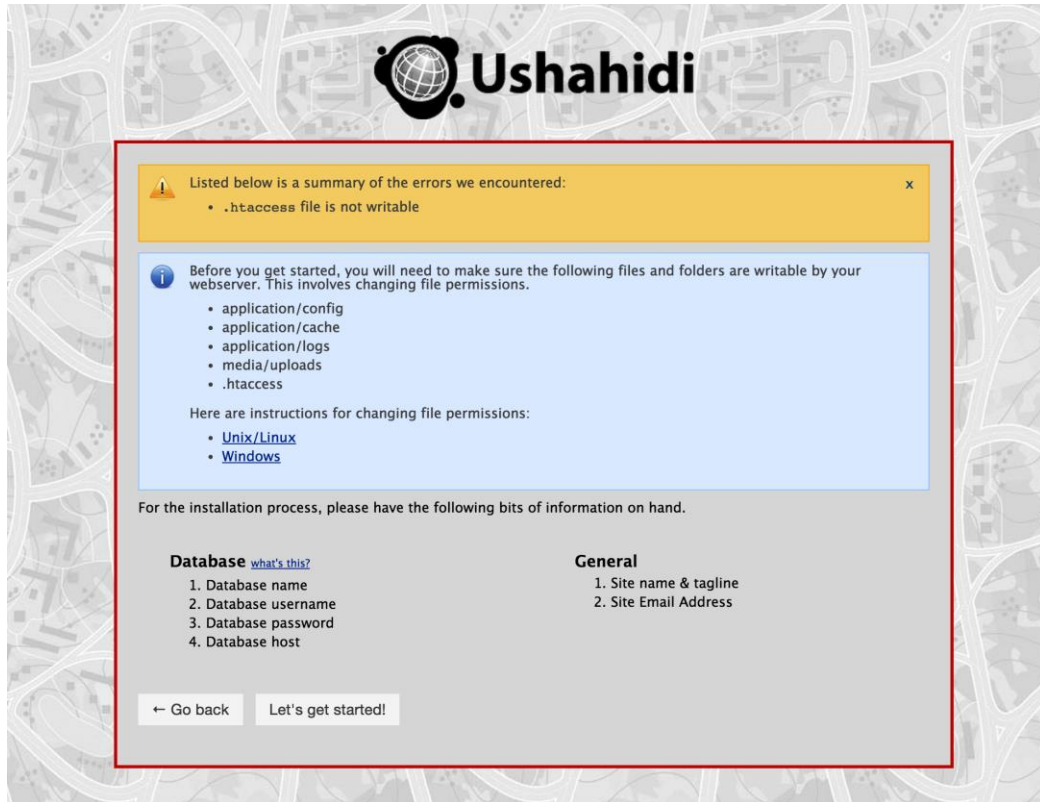 Ushahidi
Listed below is a summary of the errors we encountered:
x
• .htaccess file is not writable
Before you get started, you will need to make sure the following files and folders are writable by your
webserver. This involves changing file permissions.
• application/config
• application/cache
• application/logs
• media/uploads
• .htaccess
Here are instructions for changing file permissions:
• Unix/Linux
• Windows
For the installation process, please have the following bits of information on hand.
Database what's this?
1. Database name
2. Database username
3. Database password
4. Database host
General
1. Site name & tagline
2. Site Email Address
← Go back
Let's get started!